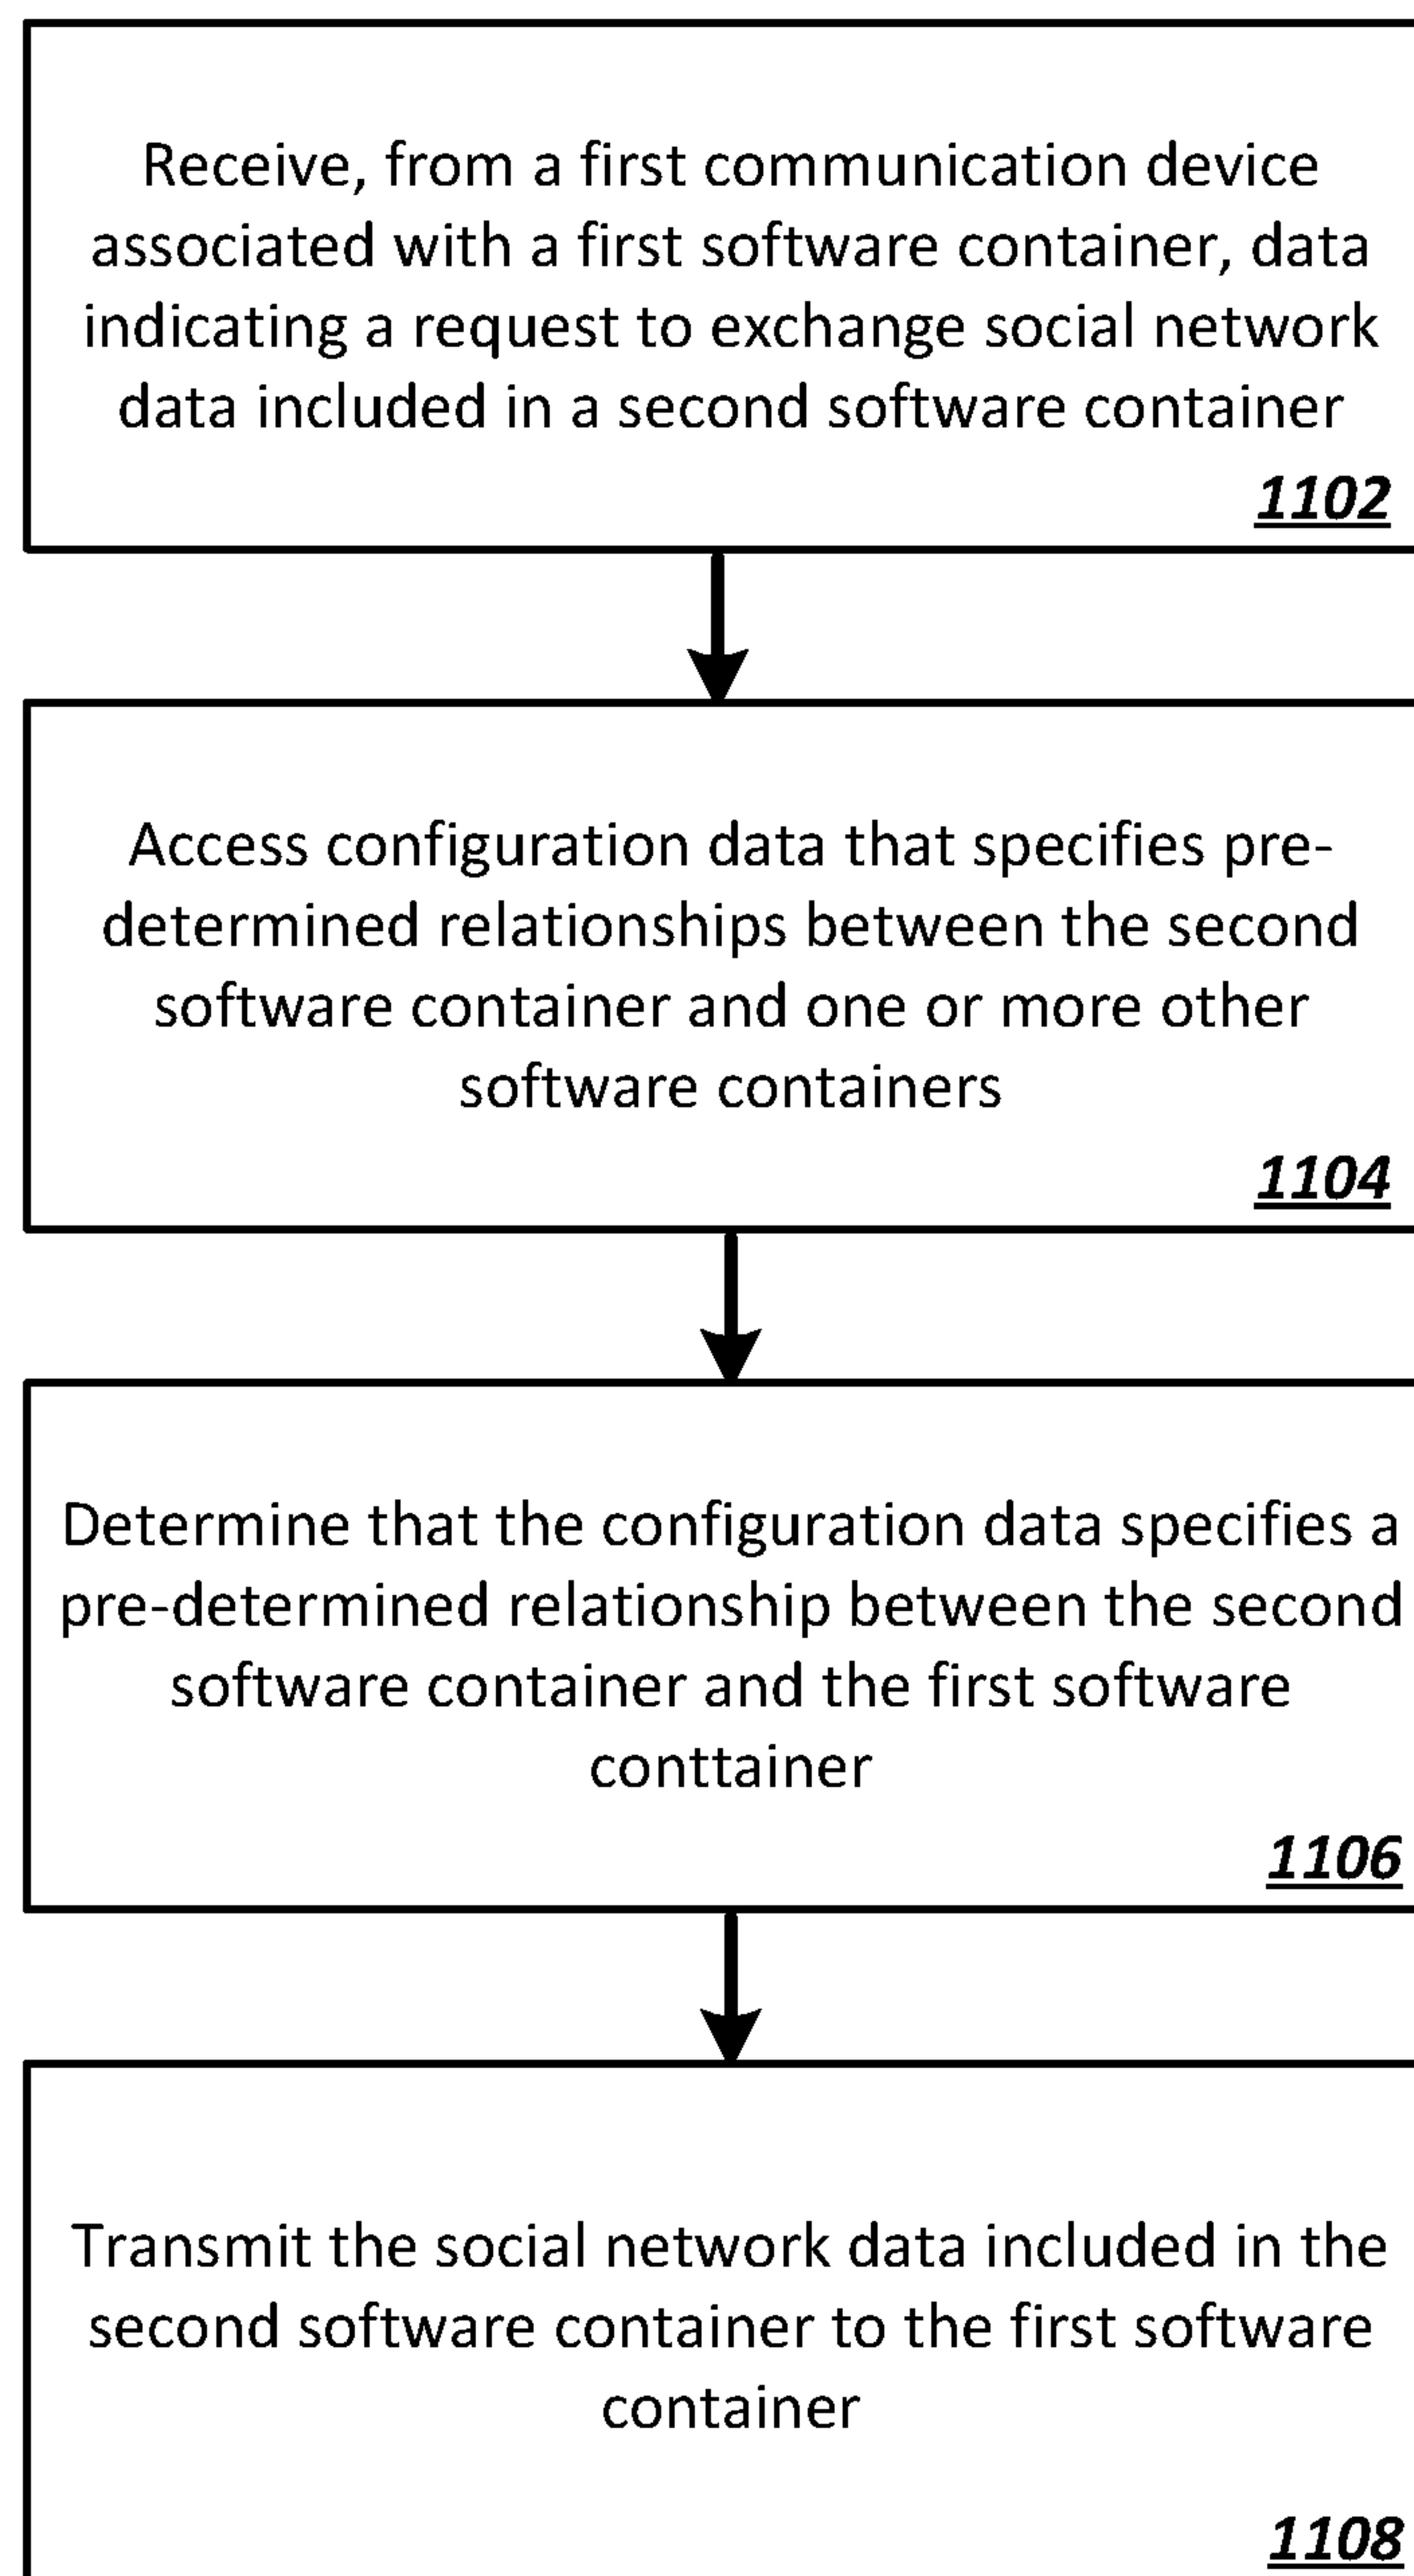 Receive, from a first communication device
associated with a first software container, data
indicating a request to exchange social network
data included in a second software container
1102
Access configuration data that specifies pre-
determined relationships between the second
software container and one or more other
software containers
1104
Determine that the configuration data specifies a
pre-determined relationship between the second
software container and the first software
conttainer
1106
Transmit the social network data included in the
second software container to the first software
container
1108